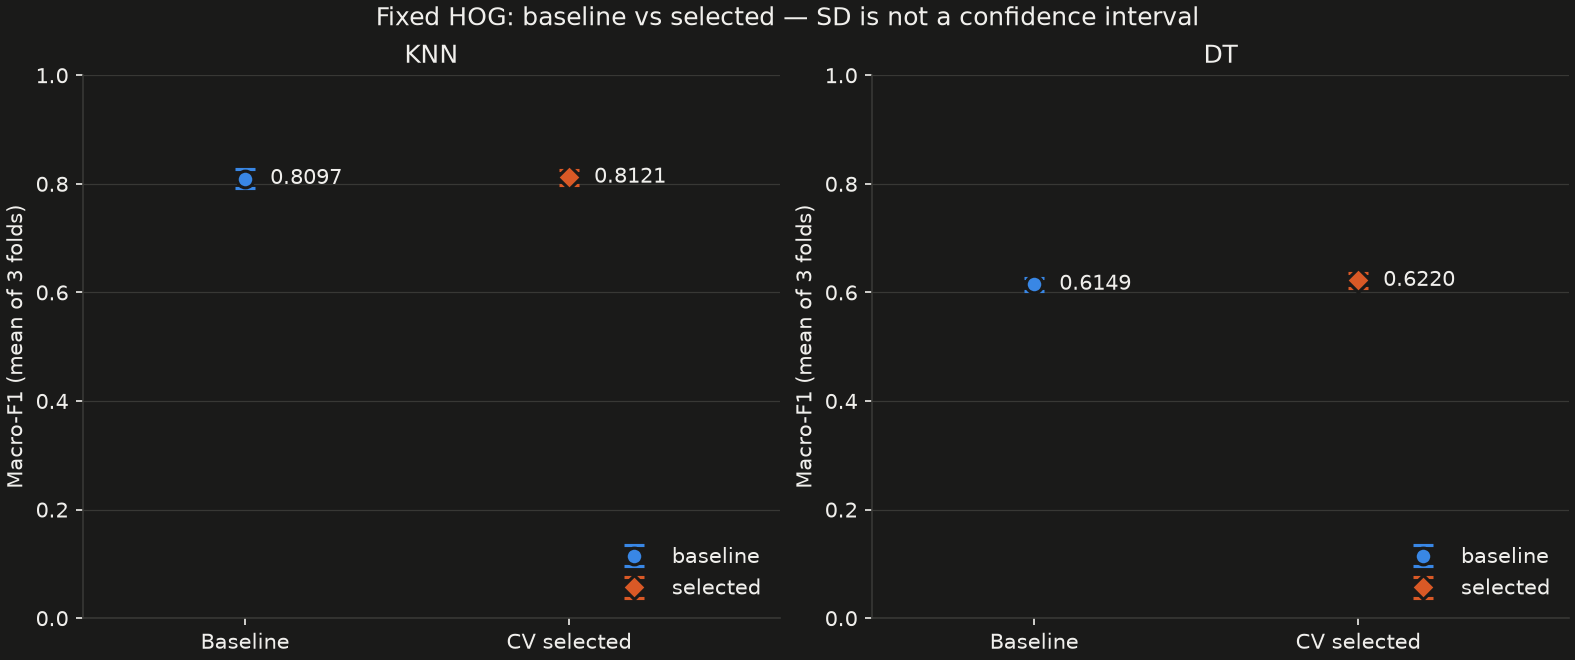 Fixed HOG: baseline vs selected — SD is not a confidence interval
KNN
Macro-F1 (mean of 3 folds)
1.0
0.8
0.6
0.4
0.2
0.0
0.8097
0.8121
baseline
selected
Baseline
CV selected
DT
Macro-F1 (mean of 3 folds)
1.0
0.8
0.6
0.4
0.2
0.0
0.6149
0.6220
baseline
selected
Baseline
CV selected